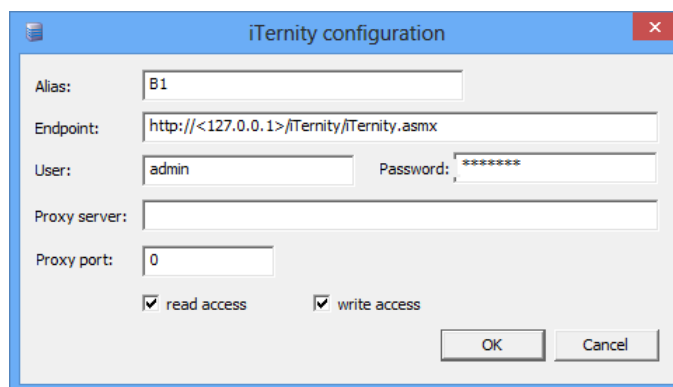 iTernity configuration
Alias: B1
Endpoint: http://<127.0.0.1>/iTernity/iTernity.asmx
User: admin Password: *******
Proxy server:
Proxy port: 0
read access write access
OK Cancel